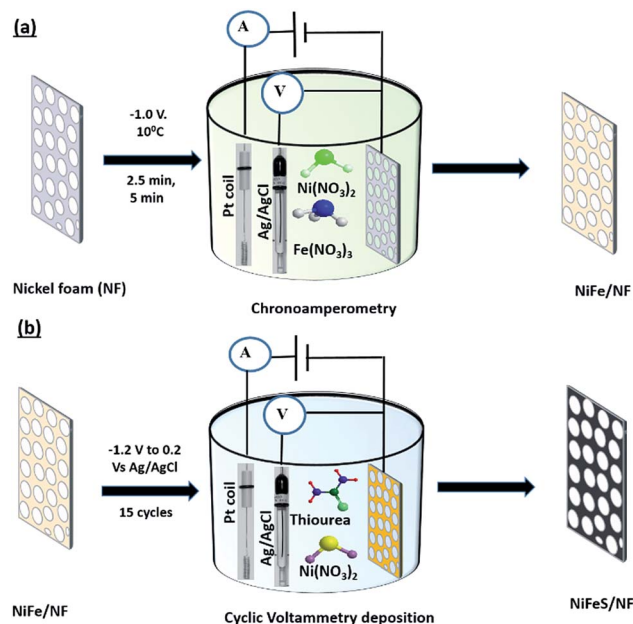 (a)
A
V
-1.0 V.
10⁰C
2.5 min,
5 min
Pt coil
Ag/AgCl
Ni(NO₃)₂
Fe(NO₃)₃
Nickel foam (NF)
Chronoamperometry
NiFe/NF
(b)
A
V
-1.2 V to 0.2
Vs Ag/AgCl
15 cycles
Pt coil
Ag/AgCl
Thiourea
Ni(NO₃)₂
NiFe/NF
Cyclic Voltammetry deposition
NiFeS/NF